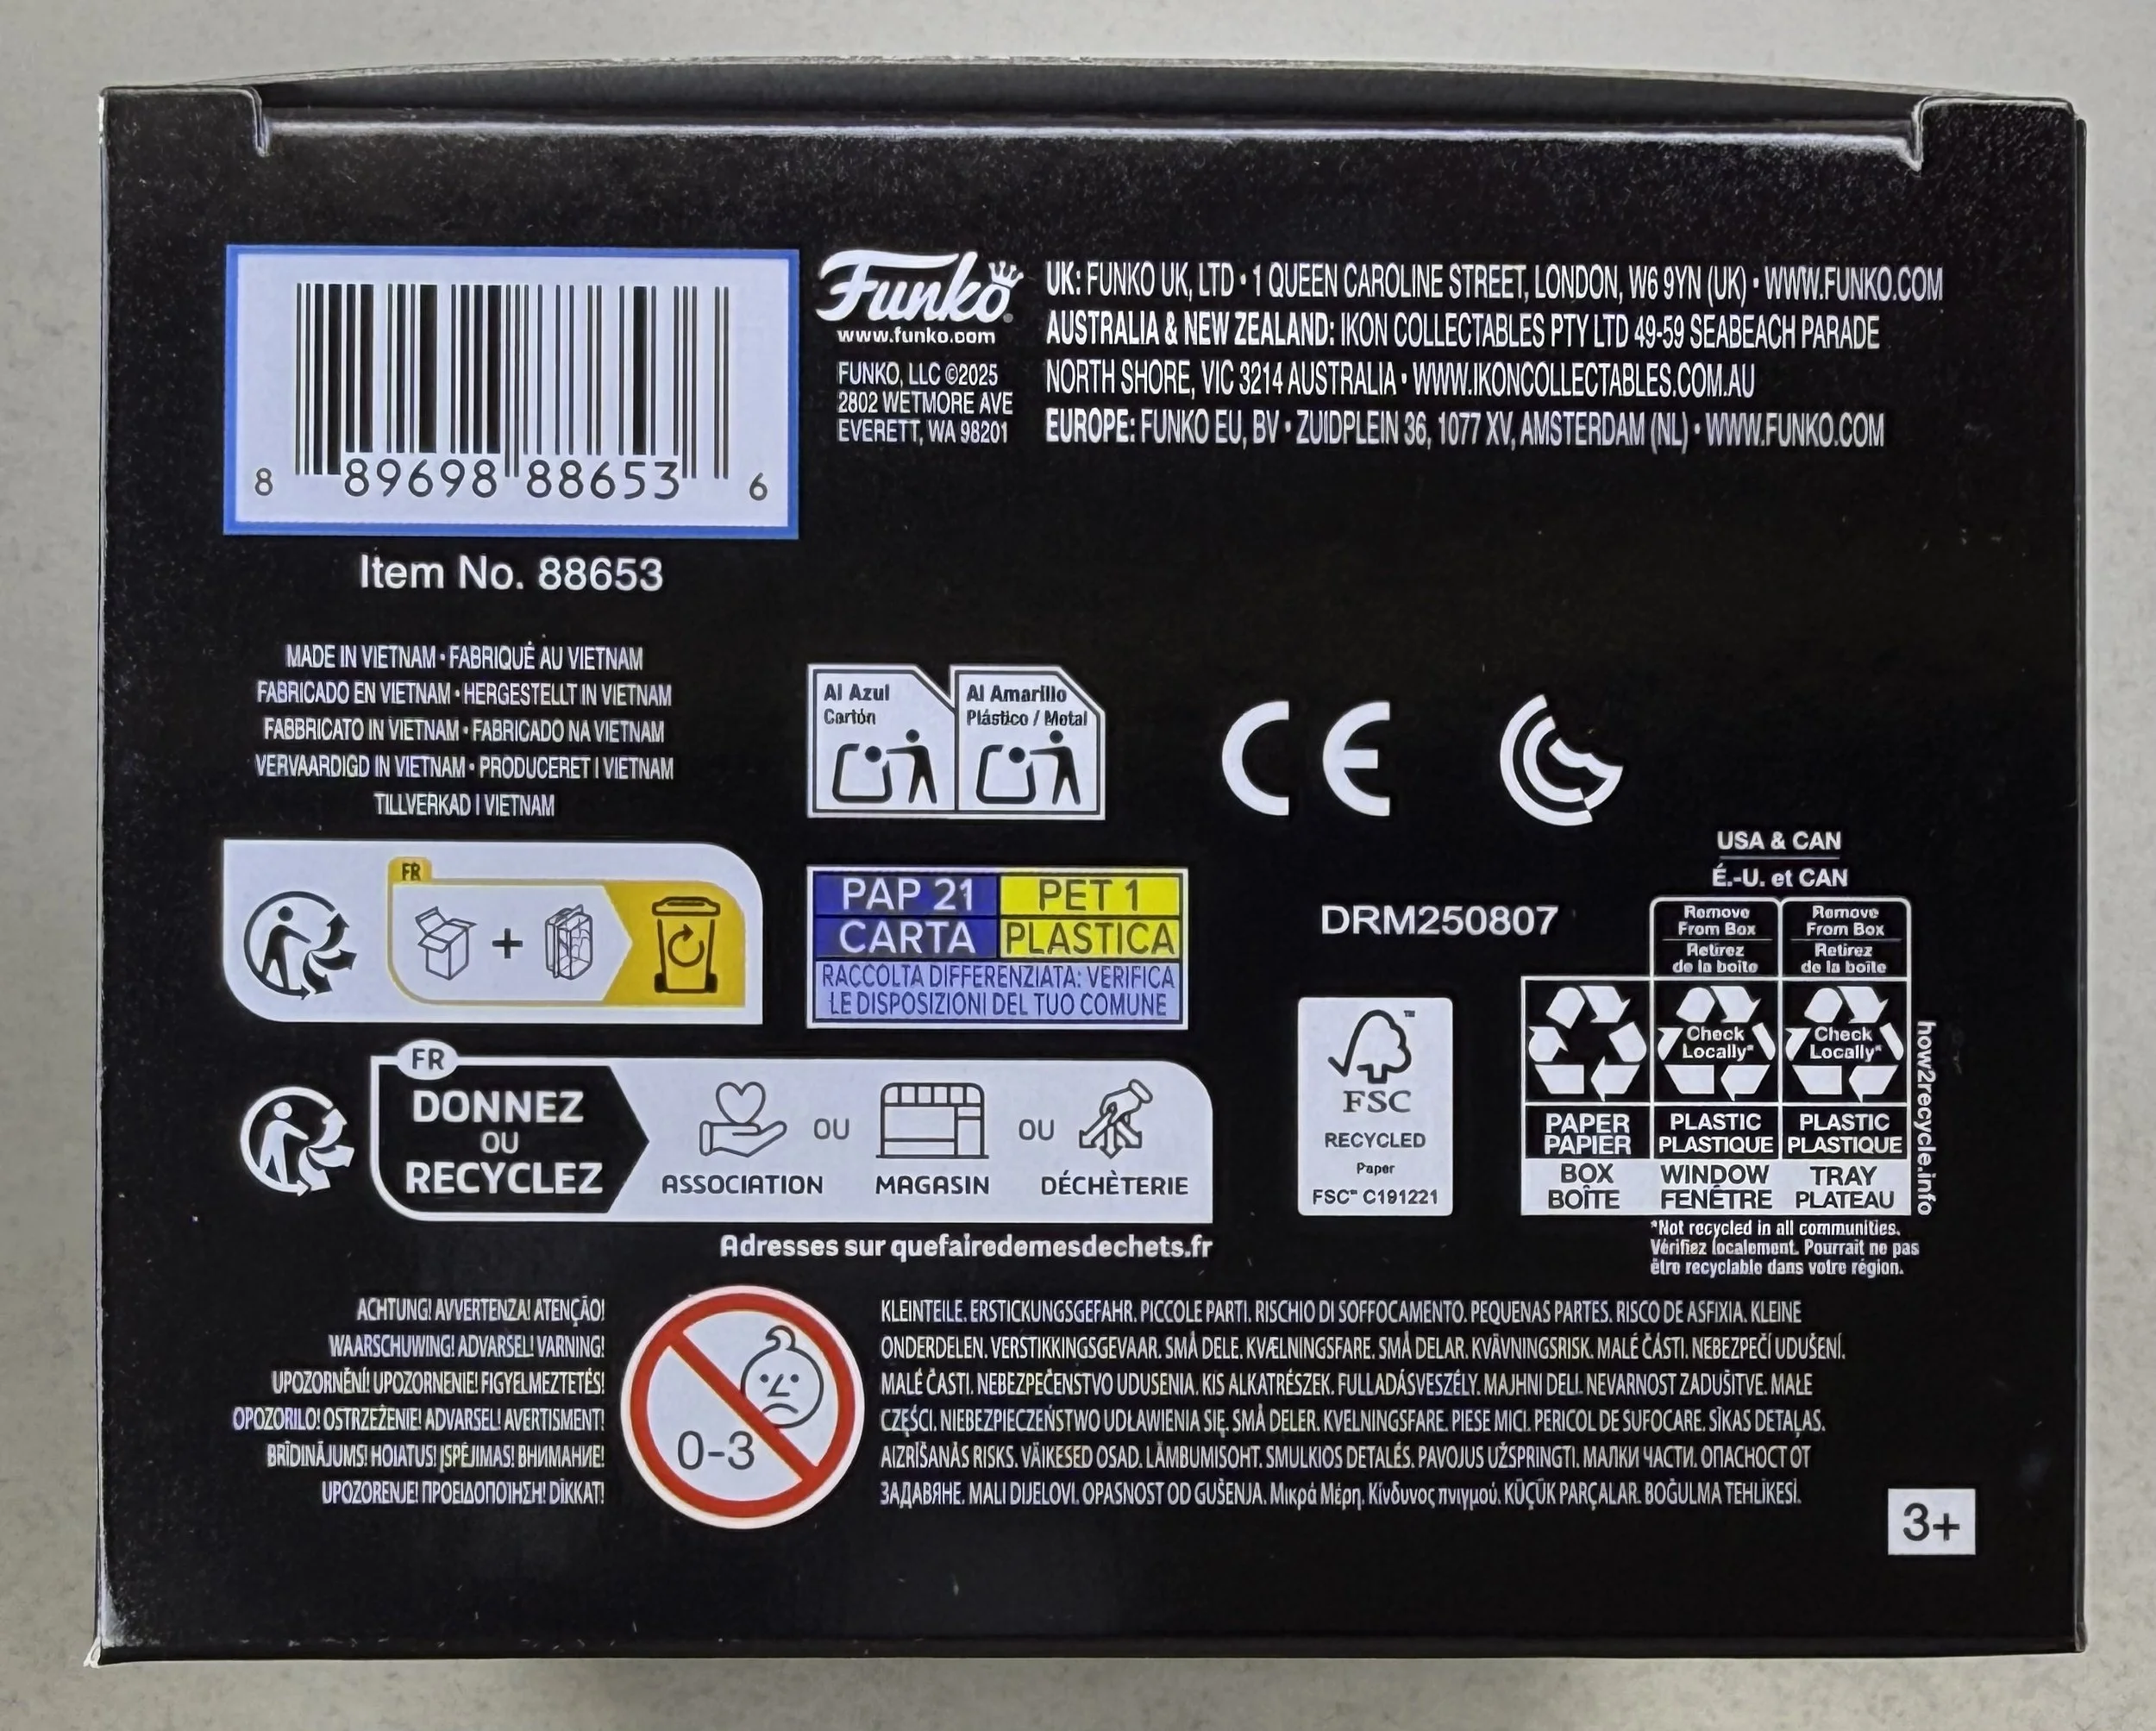 8 89698 88653 6
Item No. 88653
Funko®
www.funko.com
FUNKO, LLC ©2025
2802 WETMORE AVE
EVERETT, WA 98201
UK: FUNKO UK, LTD • 1 QUEEN CAROLINE STREET, LONDON, W6 9YN (UK) • WWW.FUNKO.COM
AUSTRALIA & NEW ZEALAND: IKON COLLECTABLES PTY LTD 49-59 SEABEACH PARADE
NORTH SHORE, VIC 3214 AUSTRALIA • WWW.IKONCOLLECTABLES.COM.AU
EUROPE: FUNKO EU, BV • ZUIDPLEIN 36, 1077 XV, AMSTERDAM (NL) • WWW.FUNKO.COM
MADE IN VIETNAM • FABRIQUÉ AU VIETNAM
FABRICADO EN VIETNAM • HERGESTELLT IN VIETNAM
FABBRICATO IN VIETNAM • FABRICADO NA VIETNAM
VERVAARDIGD IN VIETNAM • PRODUCERET I VIETNAM
TILLVERKAD I VIETNAM
Al Azul
Cartón
Al Amarillo
Plástico / Metal
CE
FR
+
PAP 21
CARTA
PET 1
PLASTICA
RACCOLTA DIFFERENZIATA: VERIFICA
LE DISPOSIZIONI DEL TUO COMUNE
DRM250807
USA & CAN
É.-U. et CAN
Remove
From Box
Retirez
de la boîte
Remove
From Box
Retirez
de la boîte
Check
Locally*
Check
Locally*
PAPER
PAPIER
PLASTIC
PLASTIQUE
PLASTIC
PLASTIQUE
BOX
BOÎTE
WINDOW
FENÊTRE
TRAY
PLATEAU
how2recycle.info
*Not recycled in all communities.
Vérifiez localement. Pourrait ne pas
être recyclable dans votre région.
FSC™
RECYCLED
Paper
FSC™ C191221
FR
DONNEZ
OU
RECYCLEZ
ASSOCIATION
OU
MAGASIN
OU
DÉCHÈTERIE
Adresses sur quefairedemesdechets.fr
ACHTUNG! AVVERTENZA! ATENÇÃO!
WAARSCHUWING! ADVARSEL! VARNING!
UPOZORNĚNÍ! UPOZORNENIE! FIGYELMEZTETÉS!
OPOZORILO! OSTRZEŻENIE! ADVARSEL! AVERTISMENT!
BRĪDINĀJUMS! HOIATUS! ĮSPĖJIMAS! ВНИМАНИЕ!
UPOZORENJE! ΠΡΟΕΙΔΟΠΟΙΗΣΗ! DİKKAT!
0-3
KLEINTEILE. ERSTICKUNGSGEFAHR. PICCOLE PARTI. RISCHIO DI SOFFOCAMENTO. PEQUENAS PARTES. RISCO DE ASFIXIA. KLEINE
ONDERDELEN. VERSTIKKINGSGEVAAR. SMÅ DELE. KVÆLNINGSFARE. SMÅ DELAR. KVÄVNINGSRISK. MALÉ ČÁSTI. NEBEZPEČÍ UDUŠENÍ.
MALÉ ČASTI. NEBEZPEČENSTVO UDUSENIA. KIS ALKATRÉSZEK. FULLADÁSVESZÉLY. MAJHNI DELI. NEVARNOST ZADUŠITVE. MAŁE
CZĘŚCI. NIEBEZPIECZEŃSTWO UDŁAWIENIA SIĘ. SMÅ DELER. KVELNINGSFARE. PIESE MICI. PERICOL DE SUFOCARE. SĪKAS DETAĻAS.
AIZRĪŠANĀS RISKS. VÄIKESED OSAD. LÄMBUMISOHT. SMULKIOS DETALĖS. PAVOJUS UŽSPRINGTI. МАЛКИ ЧАСТИ. ОПАСНОСТ ОТ
ЗАДАВЯНЕ. MALI DIJELOVI. OPASNOST OD GUŠENJA. Μικρά Μέρη. Κίνδυνος πνιγμού. KÜÇÜK PARÇALAR. BOĞULMA TEHLİKESİ.
3+